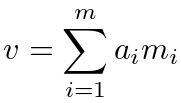 $v = \sum_{i=1}^{m} a_i m_i$